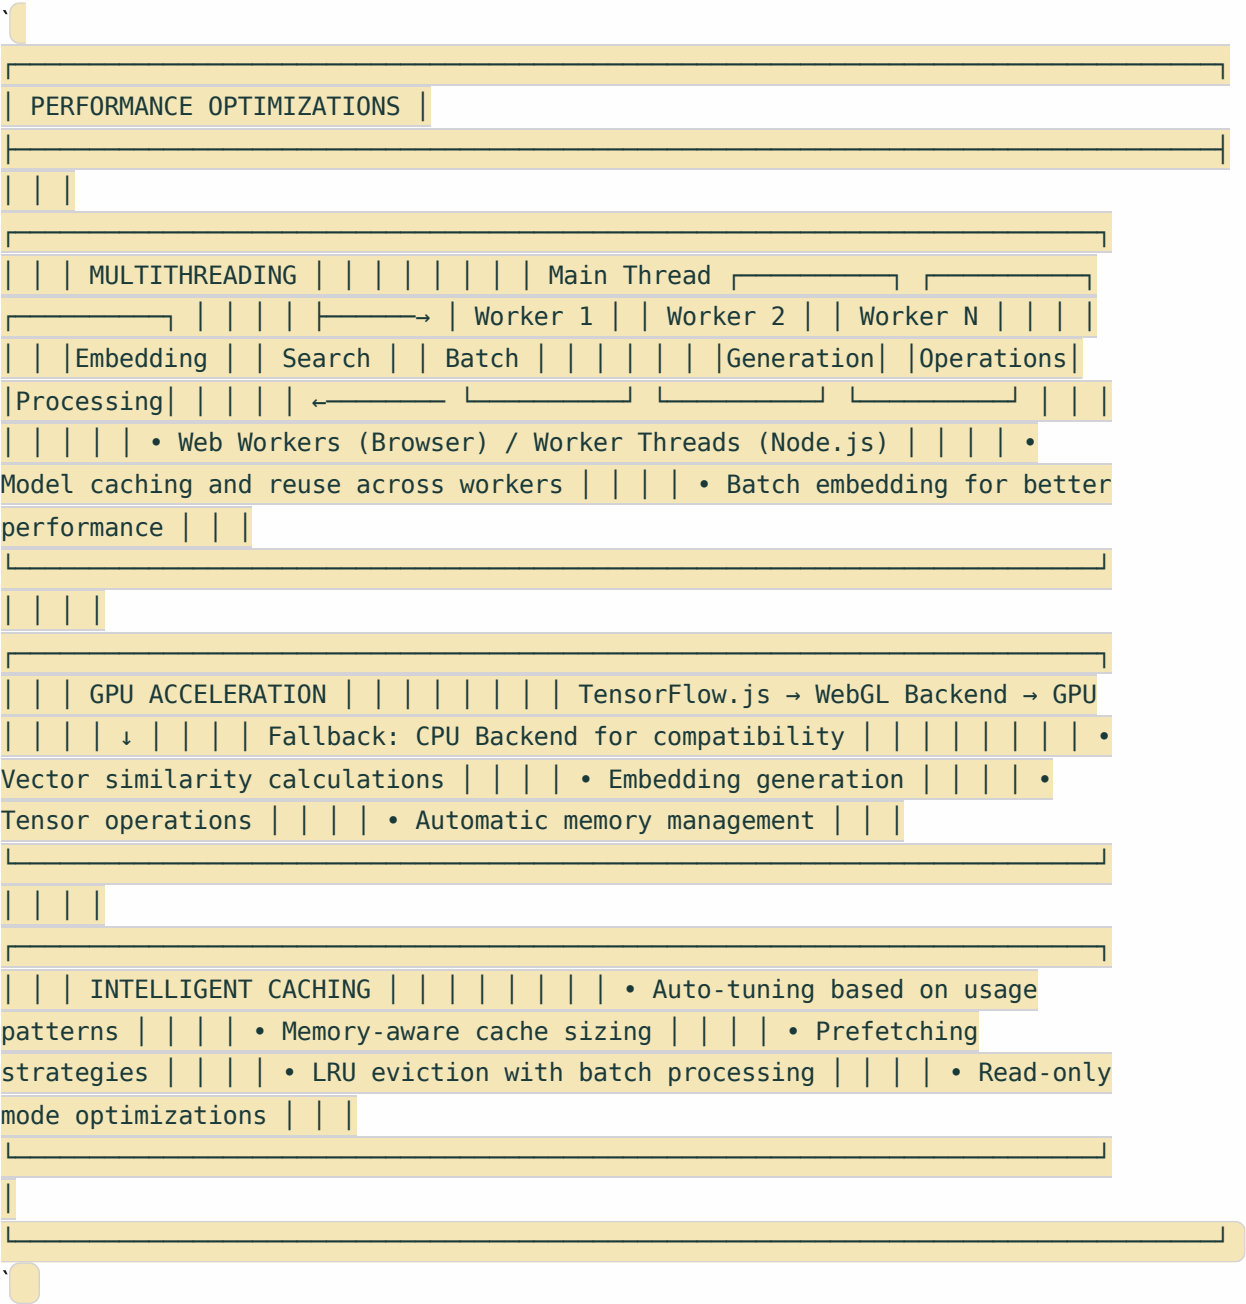 `
┌─────────────────────────────────────────────────────────────────────────────────┐
│ PERFORMANCE OPTIMIZATIONS │
├─────────────────────────────────────────────────────────────────────────────────┤
│ │ │
┌─────────────────────────────────────────────────────────────────────────┐
│ │ │ MULTITHREADING │ │ │ │ │ │ │ │ Main Thread ┌───────────┐ ┌───────────┐
┌───────────┐ │ │ │ │ ├──────→ │ Worker 1 │ │ Worker 2 │ │ Worker N │ │ │ │
│ │ │Embedding │ │ Search │ │ Batch │ │ │ │ │ │ │Generation│ │Operations│
│Processing│ │ │ │ │ ←──────── └───────────┘ └───────────┘ └───────────┘ │ │ │
│ │ │ │ │ • Web Workers (Browser) / Worker Threads (Node.js) │ │ │ │ •
Model caching and reuse across workers │ │ │ │ • Batch embedding for better
performance │ │ │
└─────────────────────────────────────────────────────────────────────────┘
│ │ │ │
┌─────────────────────────────────────────────────────────────────────────┐
│ │ │ GPU ACCELERATION │ │ │ │ │ │ │ │ TensorFlow.js → WebGL Backend → GPU
│ │ │ │ ↓ │ │ │ │ Fallback: CPU Backend for compatibility │ │ │ │ │ │ │ │ •
Vector similarity calculations │ │ │ │ • Embedding generation │ │ │ │ •
Tensor operations │ │ │ │ • Automatic memory management │ │ │
└─────────────────────────────────────────────────────────────────────────┘
│ │ │ │
┌─────────────────────────────────────────────────────────────────────────┐
│ │ │ INTELLIGENT CACHING │ │ │ │ │ │ │ │ • Auto-tuning based on usage
patterns │ │ │ │ • Memory-aware cache sizing │ │ │ │ • Prefetching
strategies │ │ │ │ • LRU eviction with batch processing │ │ │ │ • Read-only
mode optimizations │ │ │
└─────────────────────────────────────────────────────────────────────────┘
│
└─────────────────────────────────────────────────────────────────────────────────┘
`